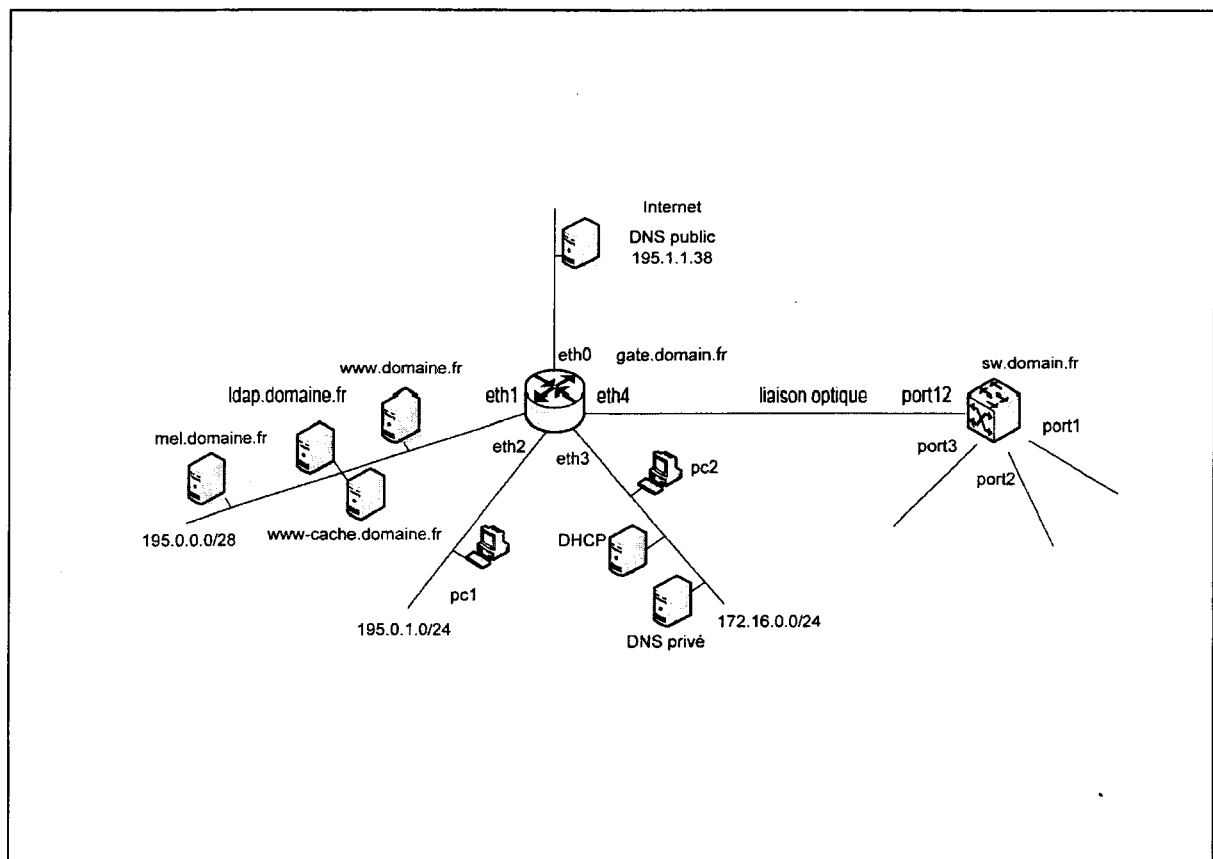 Internet
DNS public
195.1.1.38
eth0
gate.domain.fr
www.domaine.fr
sw.domain.fr
ldap.domaine.fr
eth1
eth4
liaison optique
port12
port1
mel.domaine.fr
eth2
eth3
port3
port2
pc2
195.0.0.0/28
www-cache.domaine.fr
DHCP
pc1
195.0.1.0/24
172.16.0.0/24
DNS privé